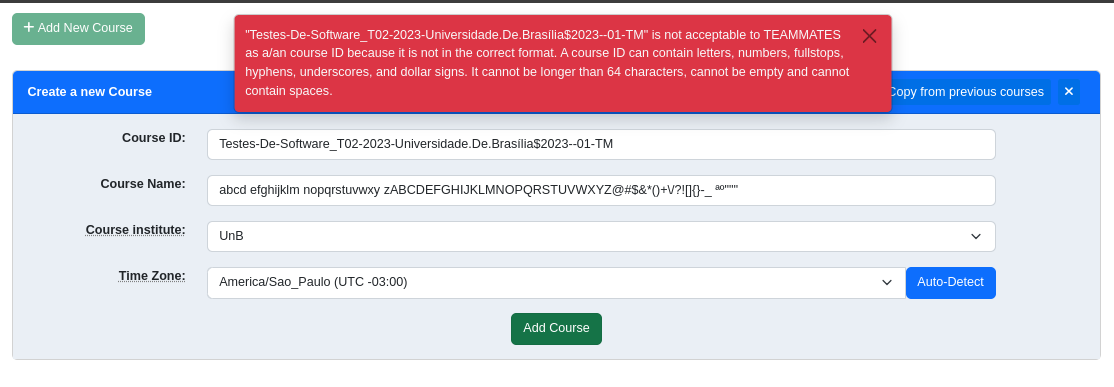 + Add New Course
"Testes-De-Software_T02-2023-Universidade.De.Brasília$2023--01-TM" is not acceptable to TEAMMATES
as a/an course ID because it is not in the correct format. A course ID can contain letters, numbers, fullstops,
hyphens, underscores, and dollar signs. It cannot be longer than 64 characters, cannot be empty and cannot
contain spaces.
Create a new Course
Copy from previous courses
Course ID:
Testes-De-Software_T02-2023-Universidade.De.Brasília$2023--01-TM
Course Name:
abcd efghijklm nopqrstuvwxy zABCDEFGHIJKLMNOPQRSTUVWXYZ@#$&*()+\/?![]{}-_ ªº"""
Course institute:
UnB
Time Zone:
America/Sao_Paulo (UTC -03:00)
Auto-Detect
Add Course